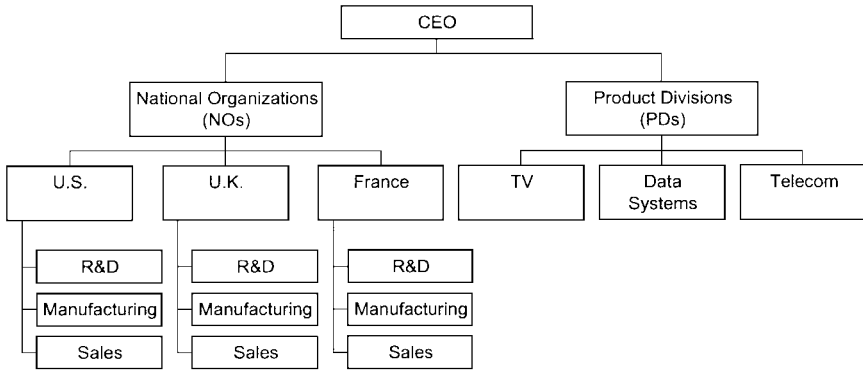 CEO
National Organizations
(NOs)
Product Divisions
(PDs)
U.S.
U.K.
France
TV
Data
Systems
Telecom
R&D
R&D
R&D
Manufacturing
Manufacturing
Manufacturing
Sales
Sales
Sales